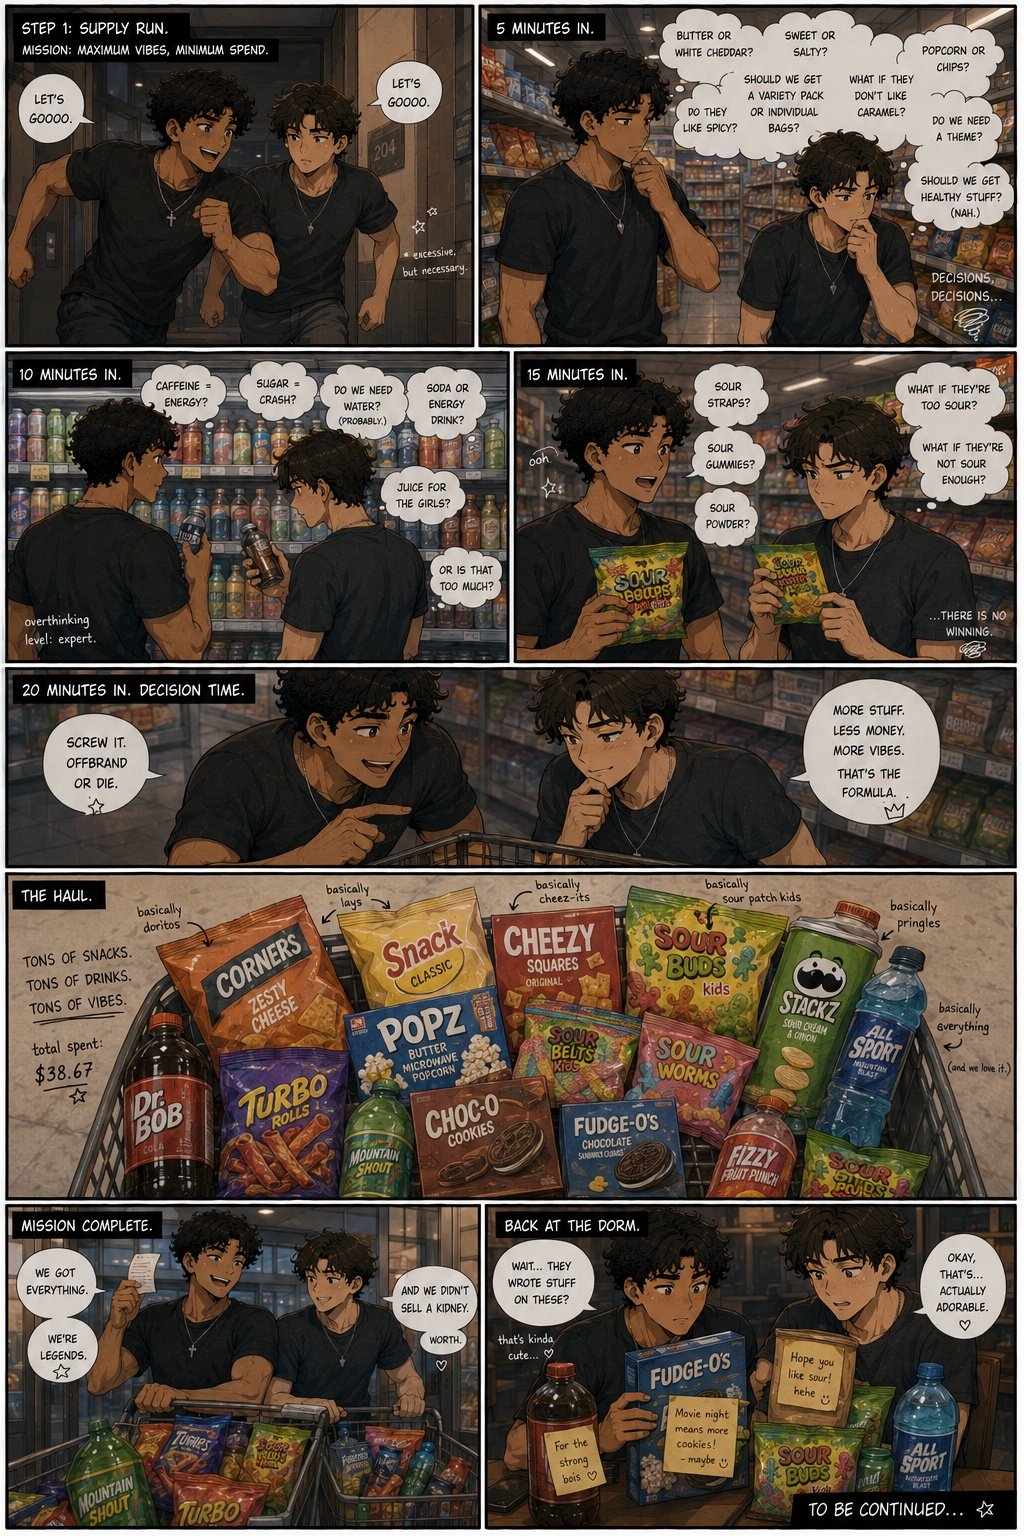 STEP 1: SUPPLY RUN.
MISSION: MAXIMUM VIBES, MINIMUM SPEND.
LET'S
GOOOO.
LET'S
GOOOO.
204
* EXCESSIVE,
but necessary.
5 MINUTES IN.
BUTTER OR
WHITE CHEDDAR?
SWEET OR
SALTY?
POPCORN OR
CHIPS?
DO THEY
LIKE SPICY?
SHOULD WE GET
A VARIETY PACK
OR INDIVIDUAL
BAGS?
WHAT IF THEY
DON'T LIKE
CARAMEL?
DO WE NEED
A THEME?
SHOULD WE GET
HEALTHY STUFF?
(NAH.)
DECISIONS,
DECISIONS...
10 MINUTES IN.
CAFFEINE =
ENERGY?
SUGAR =
CRASH?
DO WE NEED
WATER?
(PROBABLY.)
SODA OR
ENERGY
DRINK?
JUICE FOR
THE GIRLS?
OR IS THAT
TOO MUCH?
overthinking
level: expert.
15 MINUTES IN.
ooh.
SOUR
STRAPS?
SOUR
GUMMIES?
SOUR
POWDER?
WHAT IF THEY'RE
TOO SOUR?
WHAT IF THEY'RE
NOT SOUR
ENOUGH?
SOUR
SOUR
...THERE IS NO
WINNING.
20 MINUTES IN. DECISION TIME.
SCREW IT.
OFFBRAND
OR DIE.
MORE STUFF.
LESS MONEY.
MORE VIBES.
THAT'S THE
FORMULA.
THE HAUL.
TONS OF SNACKS.
TONS OF DRINKS.
TONS OF VIBES.
total spent:
$38.67
basically
doritos
basically
lays
basically
cheez-its
basically
sour patch kids
basically
pringles
basically
everything
(and we love it.)
CORNER'S
ZESTY
CHEESE
Snack
CLASSIC
CHEEZY
SQUARES
ORIGINAL
SOUR
BUDS
kids
STACKZ
SOUR CREAM
& ONION
ALL
SPORT
MOUNTAIN
BLAST
Dr.
BOB
COLA
TURBO
ROLLS
POPZ
BUTTER
MICROWAVE
POPCORN
MOUNTAIN
SHOUT
CHOC-O
COOKIES
SOUR
BELTS
Kids
SOUR
WORMS
FUDGE-O'S
CHOCOLATE
SANDWICH COOKIES
FIZZY
FRUIT PUNCH
SOUR
MISSION COMPLETE.
WE GOT
EVERYTHING.
WE'RE
LEGENDS.
AND WE DIDN'T
SELL A KIDNEY.
WORTH.
MOUNTAIN
SHOUT
TURBO
BACK AT THE DORM.
WAIT... THEY
WROTE STUFF
ON THESE?
that's kinda
cute...
OKAY,
THAT'S...
ACTUALLY
ADORABLE.
FUDGE-O'S
Hope you
like sour!
hehe
For the
strong
bois
Movie night
means more
cookies!
- maybe
SOUR
BUDS
ALL
SPORT
TO BE CONTINUED...